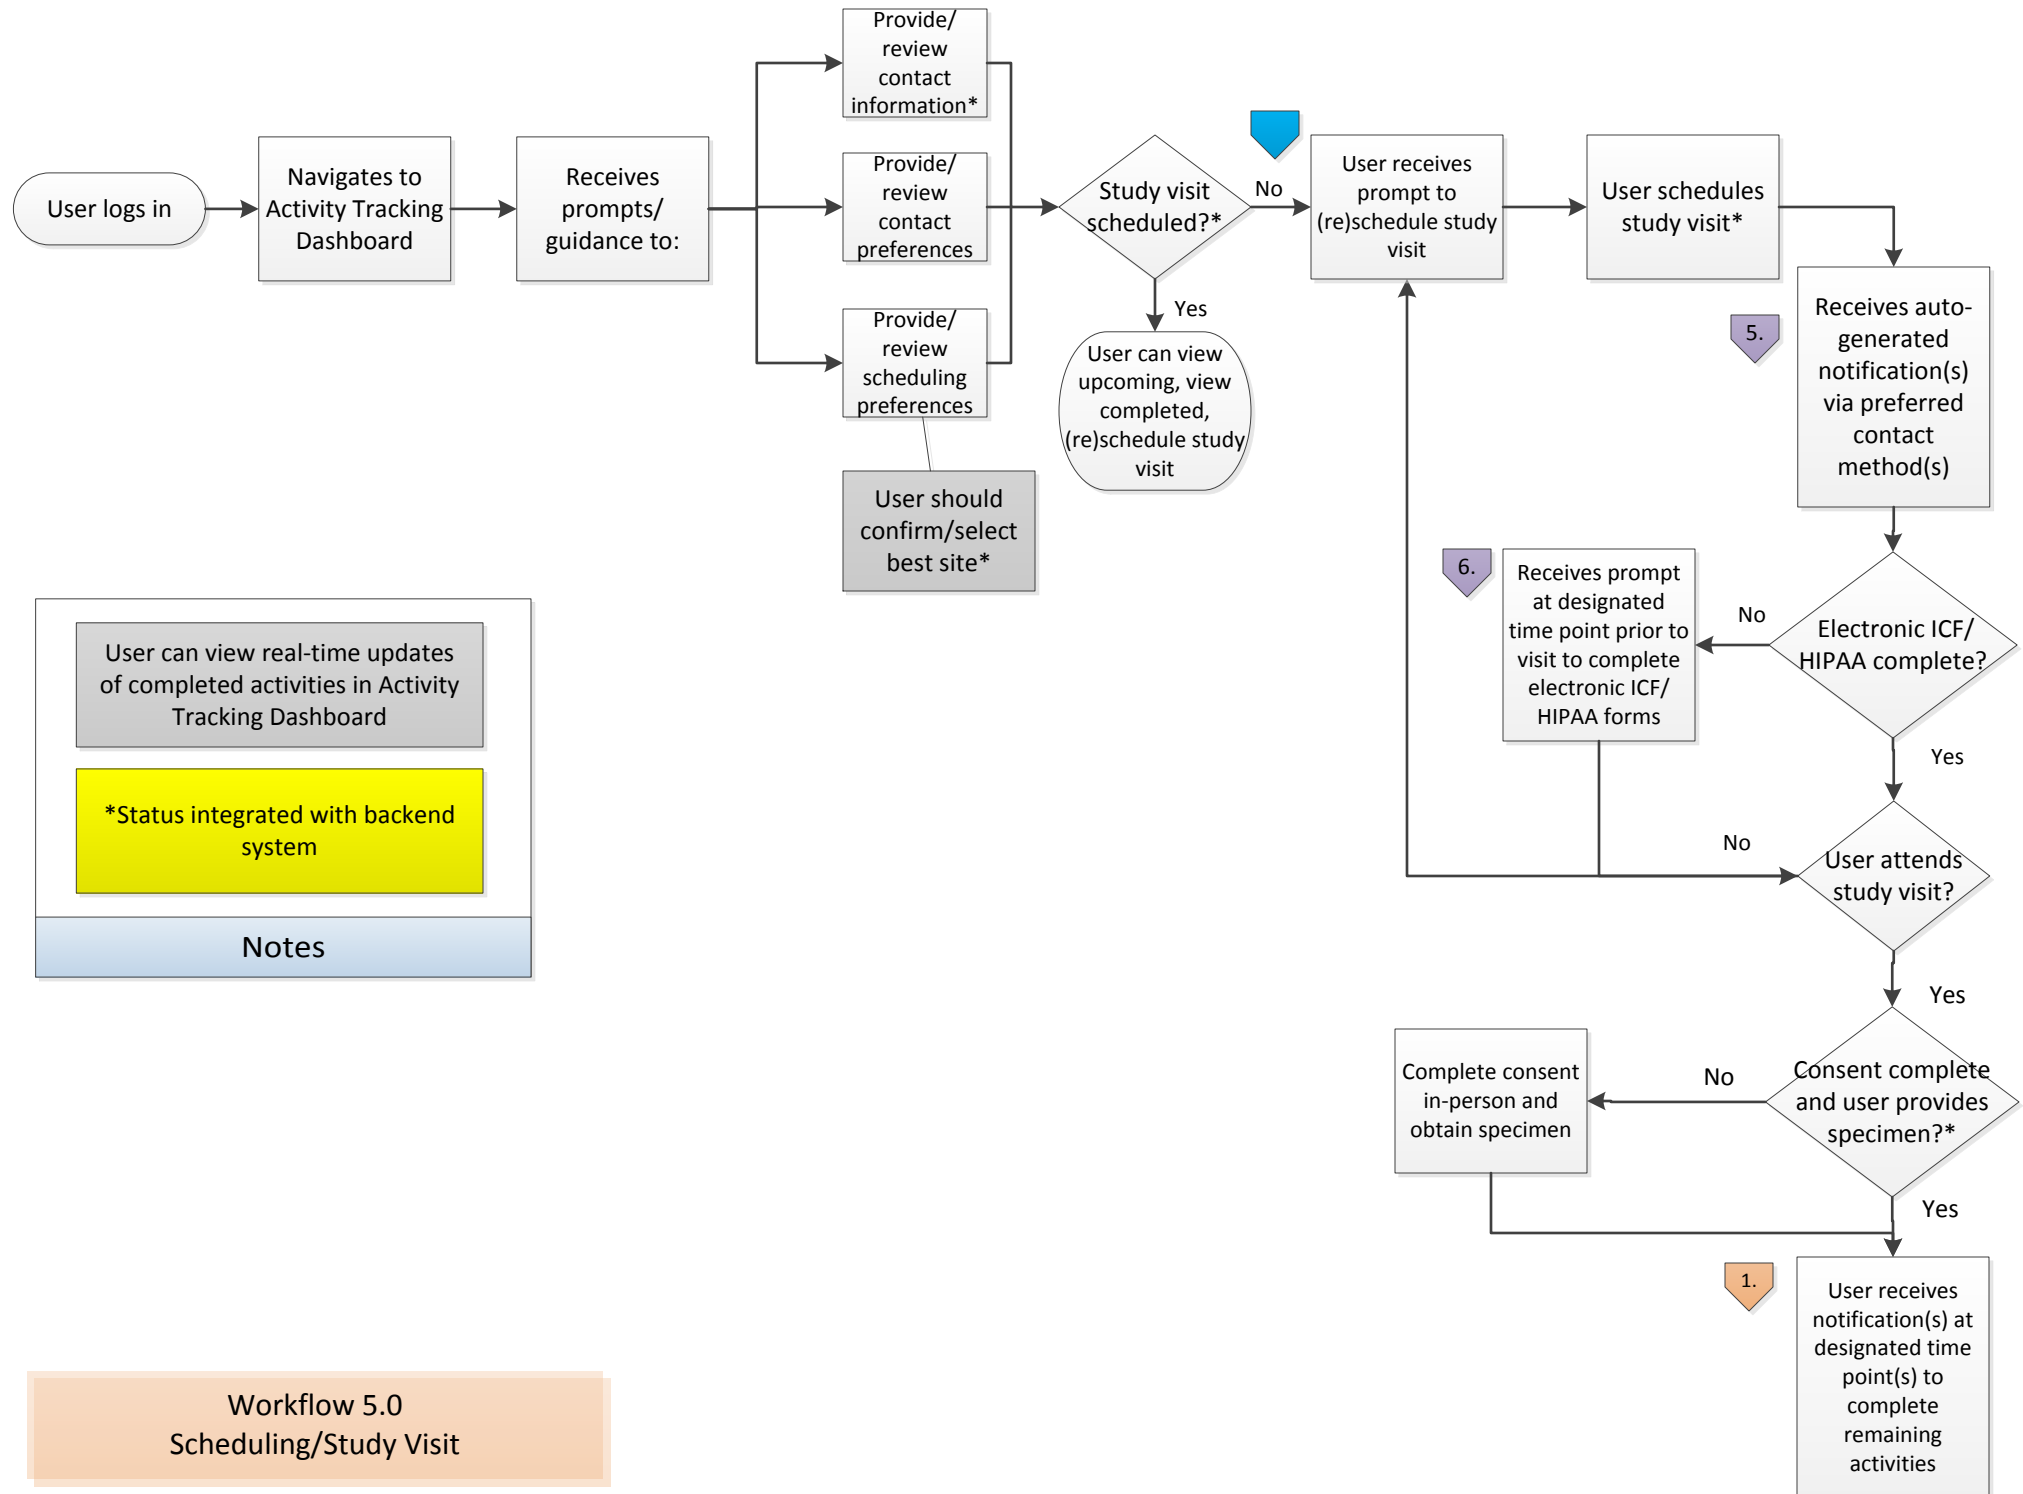 User logs in
Navigates to
Activity Tracking
Dashboard
Receives
prompts/
guidance to:
Provide/
review
contact
information*
Provide/
review
contact
preferences
Provide/
review
scheduling
preferences
User should
confirm/select
best site*
Study visit
scheduled?*
No
Yes
User can view
upcoming, view
completed,
(re)schedule study
visit
User receives
prompt to
(re)schedule study
visit
User schedules
study visit*
5.
Receives auto-
generated
notification(s)
via preferred
contact
method(s)
Electronic ICF/
HIPAA complete?
No
6.
Receives prompt
at designated
time point prior to
visit to complete
electronic ICF/
HIPAA forms
Yes
User attends
study visit?
No
Yes
Consent complete
and user provides
specimen?*
No
Complete consent
in-person and
obtain specimen
Yes
1.
User receives
notification(s) at
designated time
point(s) to
complete
remaining
activities
User can view real-time updates
of completed activities in Activity
Tracking Dashboard
*Status integrated with backend
system
Notes
Workflow 5.0
Scheduling/Study Visit